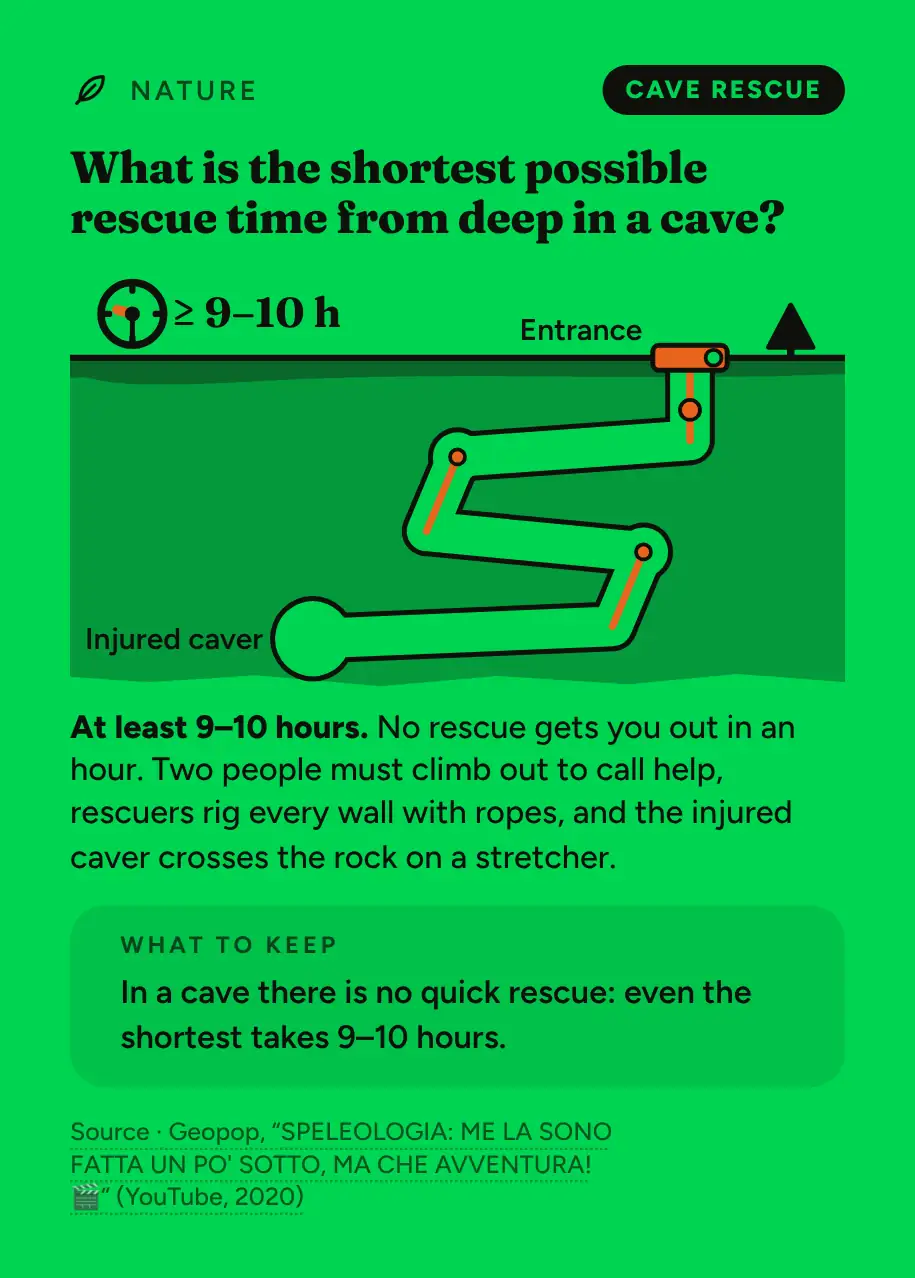 NATURE
CAVE RESCUE
What is the shortest possible
rescue time from deep in a cave?
≥ 9–10 h
Entrance
Injured caver
At least 9–10 hours. No rescue gets you out in an
hour. Two people must climb out to call help,
rescuers rig every wall with ropes, and the injured
caver crosses the rock on a stretcher.
WHAT TO KEEP
In a cave there is no quick rescue: even the
shortest takes 9–10 hours.
Source · Geopop, “SPELEOLOGIA: ME LA SONO
FATTA UN PO' SOTTO, MA CHE AVVENTURA!
🎬” (YouTube, 2020)